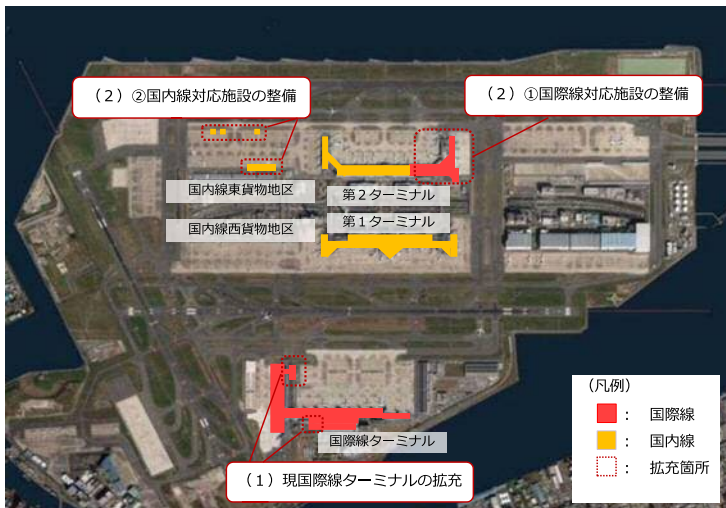 （２）②国内線対応施設の整備
（２）①国際線対応施設の整備
国内線東貨物地区
第２ターミナル
国内線西貨物地区
第１ターミナル
国際線ターミナル
（１）現国際線ターミナルの拡充
（凡例）
： 国際線
： 国内線
： 拡充箇所